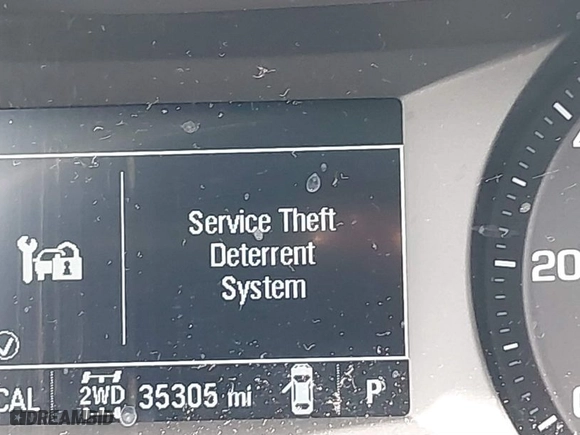 Service Theft
Deterrent
System
CAL 2WD 35305 mi P
20
DREAMBID